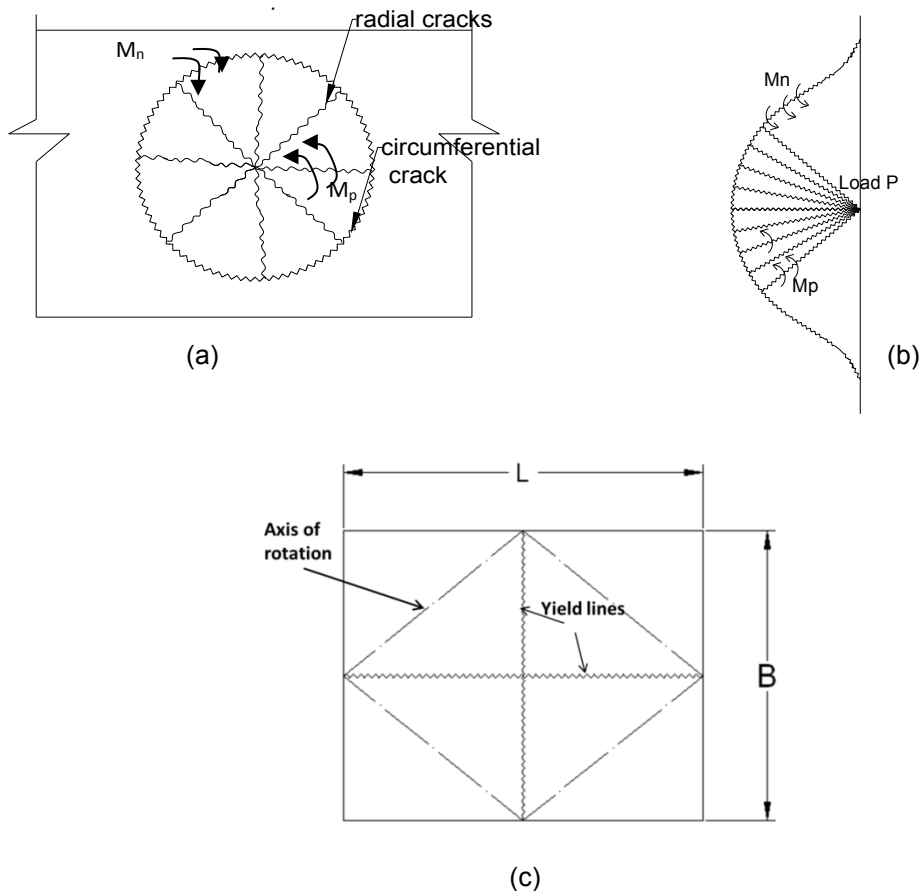 radial cracks
Mn
circumferential
crack
Mp
(a)
Mn
Load P
Mp
(b)
L
Axis of
rotation
Yield lines
B
(c)